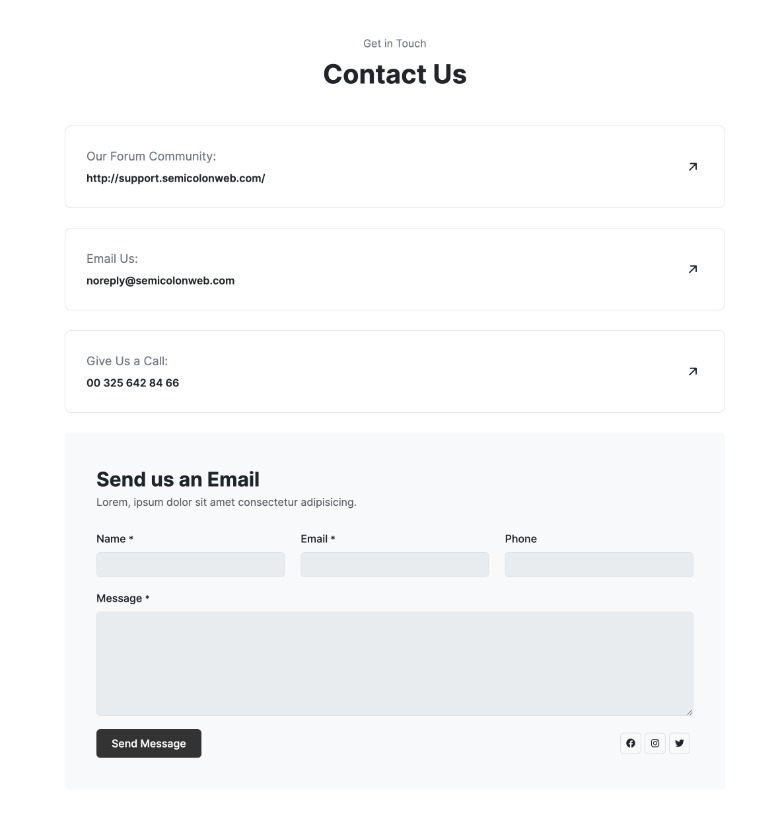 Get in Touch
Contact Us
Our Forum Community:
http://support.semicolonweb.com/
Email Us:
noreply@semicolonweb.com
Give Us a Call:
00 325 642 84 66
Send us an Email
Lorem, ipsum dolor sit amet consectetur adipisicing.
Name * Email * Phone
Message *
Send Message